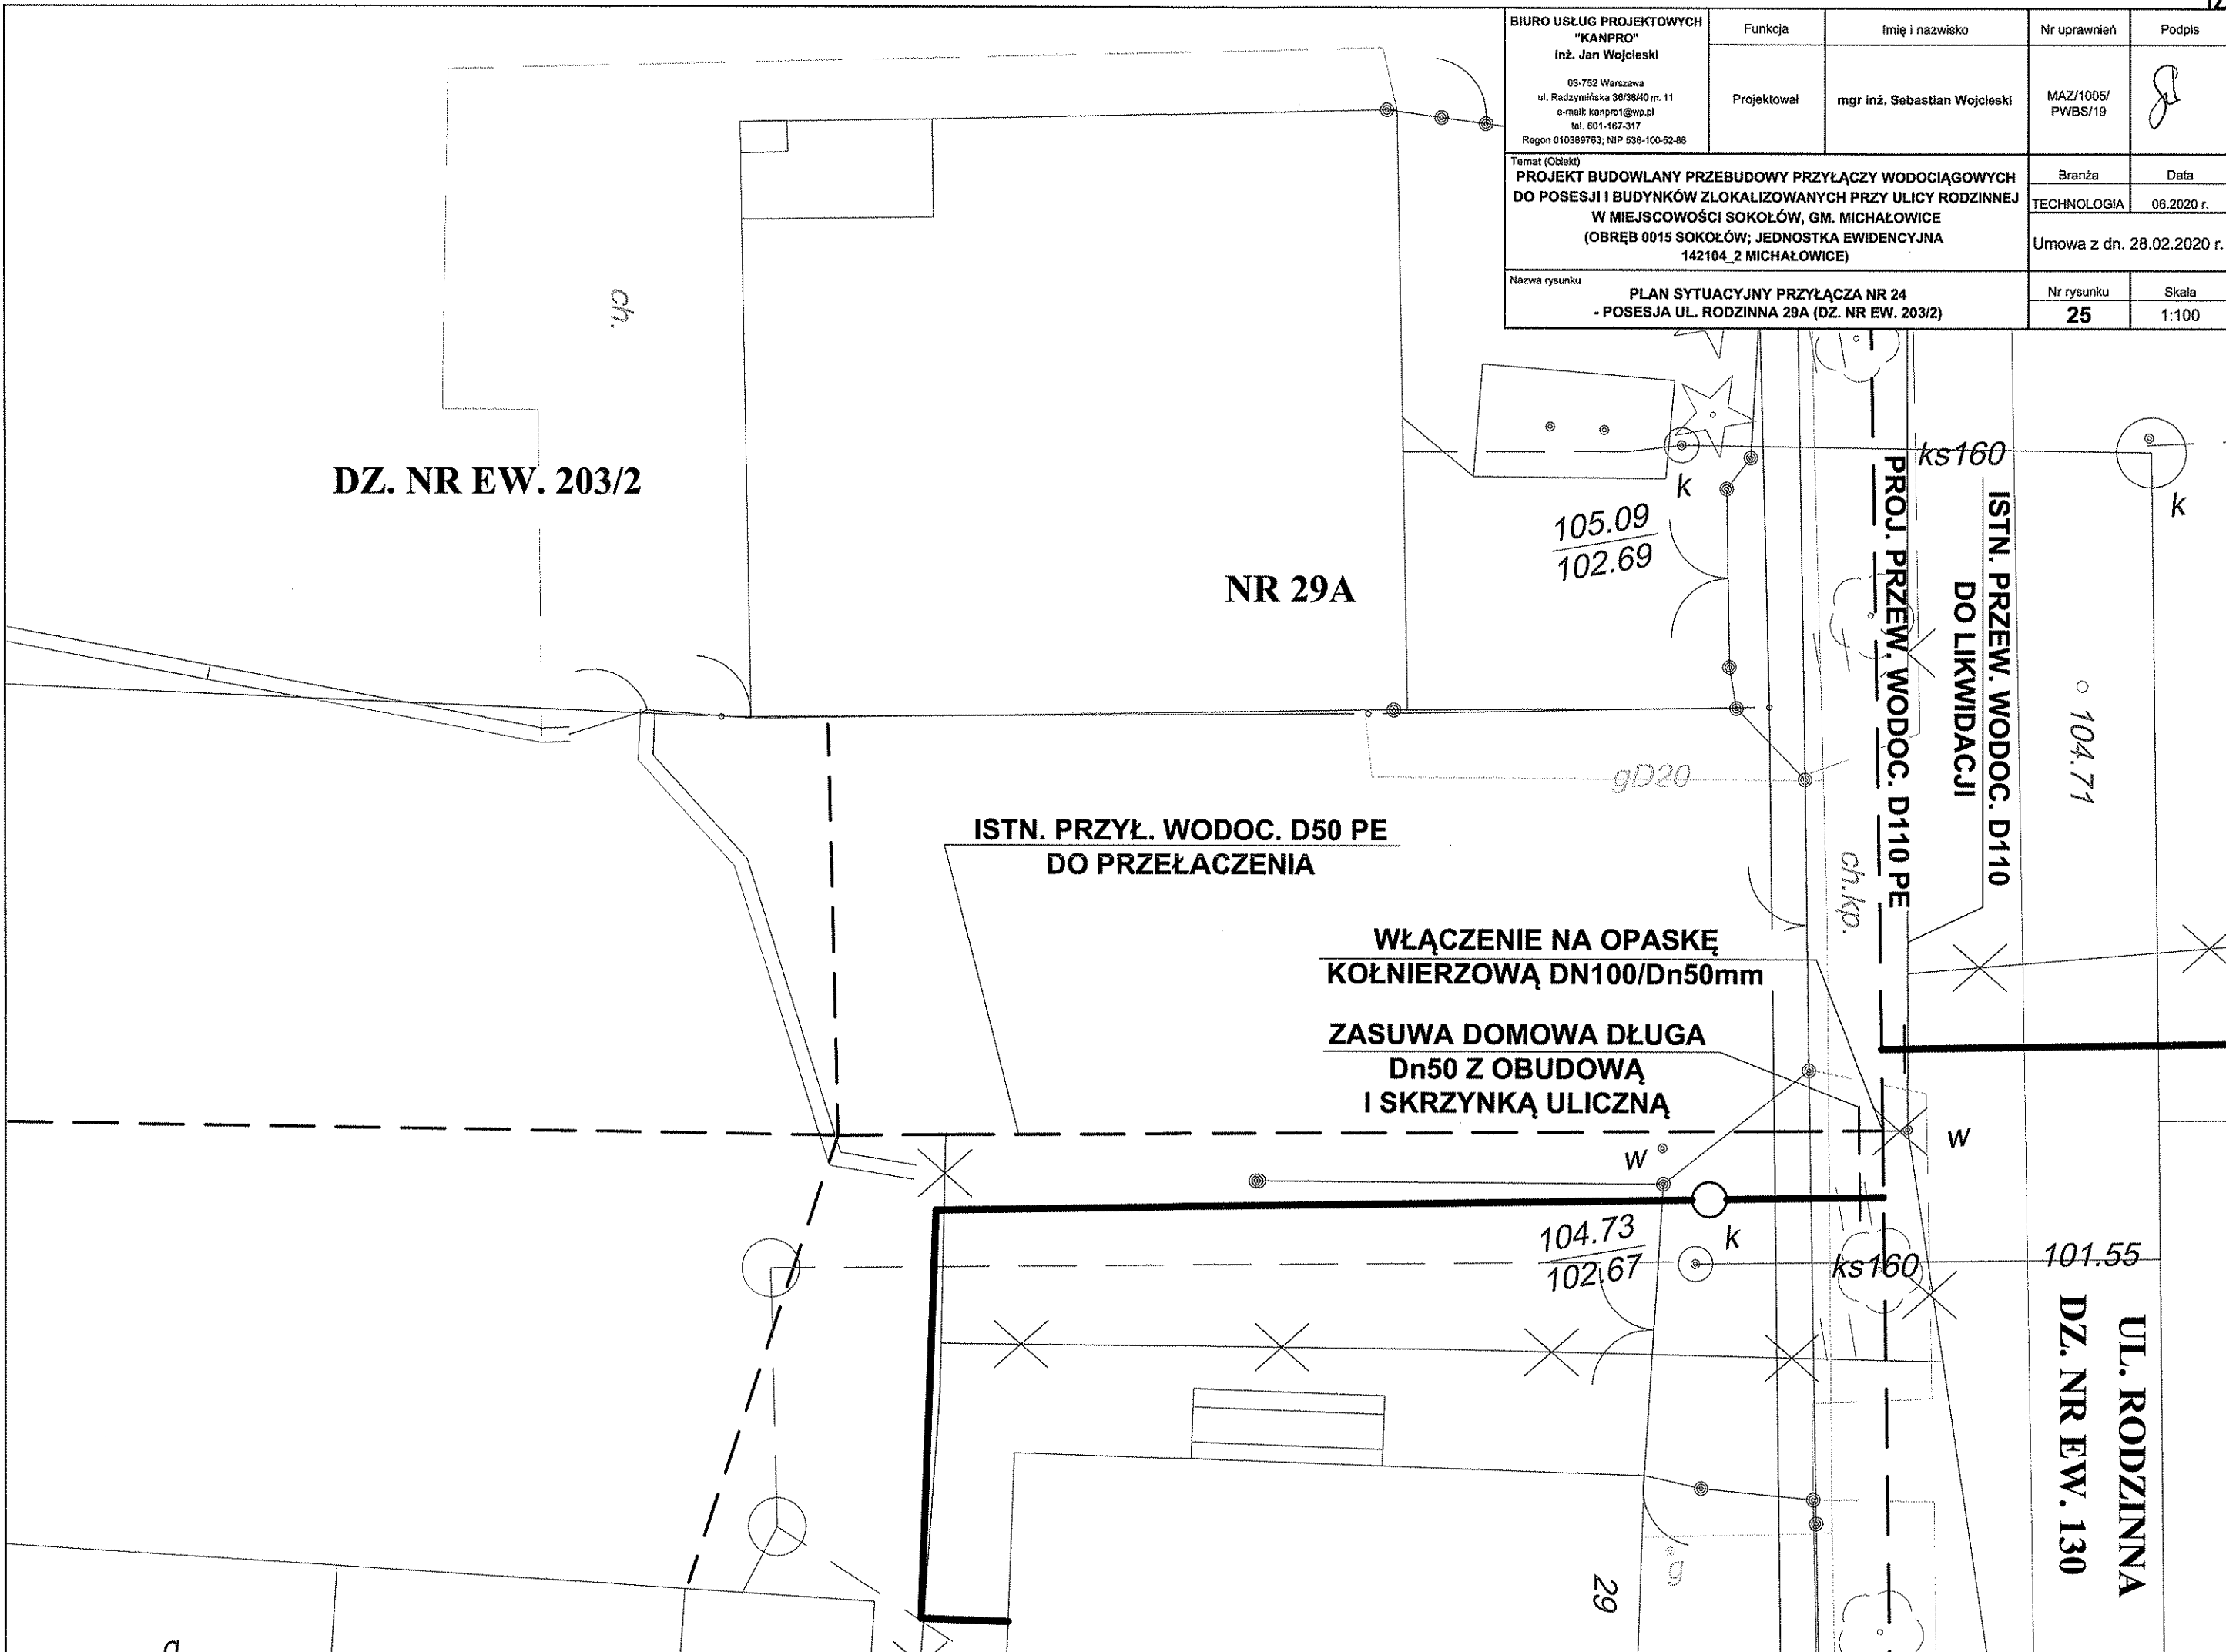 BIURO USŁUG PROJEKTOWYCH
"KANPRO"
inż. Jan Wojcieski
03-752 Warszawa
ul. Radzymińska 36/38/40 m. 11
e-mail: kanpro1@wp.pl
tel. 601-167-317
Regon 010389763; NIP 536-100-52-66
Funkcja
Imię i nazwisko
Nr uprawnień
Podpis
Projektował
mgr inż. Sebastian Wojcieski
MAZ/1005/
PWBS/19
Temat (Obiekt)
PROJEKT BUDOWLANY PRZEBUDOWY PRZYŁĄCZY WODOCIĄGOWYCH
DO POSESJI I BUDYNKÓW ZLOKALIZOWANYCH PRZY ULICY RODZINNEJ
W MIEJSCOWOŚCI SOKOŁÓW, GM. MICHAŁOWICE
(OBRĘB 0015 SOKOŁÓW; JEDNOSTKA EWIDENCYJNA
142104_2 MICHAŁOWICE)
Branża
Data
TECHNOLOGIA
06.2020 r.
Umowa z dn. 28.02.2020 r.
Nazwa rysunku
PLAN SYTUACYJNY PRZYŁĄCZA NR 24
- POSESJA UL. RODZINNA 29A (DZ. NR EW. 203/2)
Nr rysunku
Skala
25
1:100
ch.
DZ. NR EW. 203/2
NR 29A
k
105.09
102.69
ks160
k
PROJ. PRZEW. WODOC. D110 PE
ISTN. PRZEW. WODOC. D110
DO LIKWIDACJI
104.71
gD20
ch.kp.
ISTN. PRZYŁ. WODOC. D50 PE
DO PRZEŁACZENIA
WŁĄCZENIE NA OPASKĘ
KOŁNIERZOWĄ DN100/Dn50mm
ZASUWA DOMOWA DŁUGA
Dn50 Z OBUDOWĄ
I SKRZYNKĄ ULICZNĄ
w
w
104.73
102.67
k
ks160
101.55
UL. RODZINNA
DZ. NR EW. 130
29
g